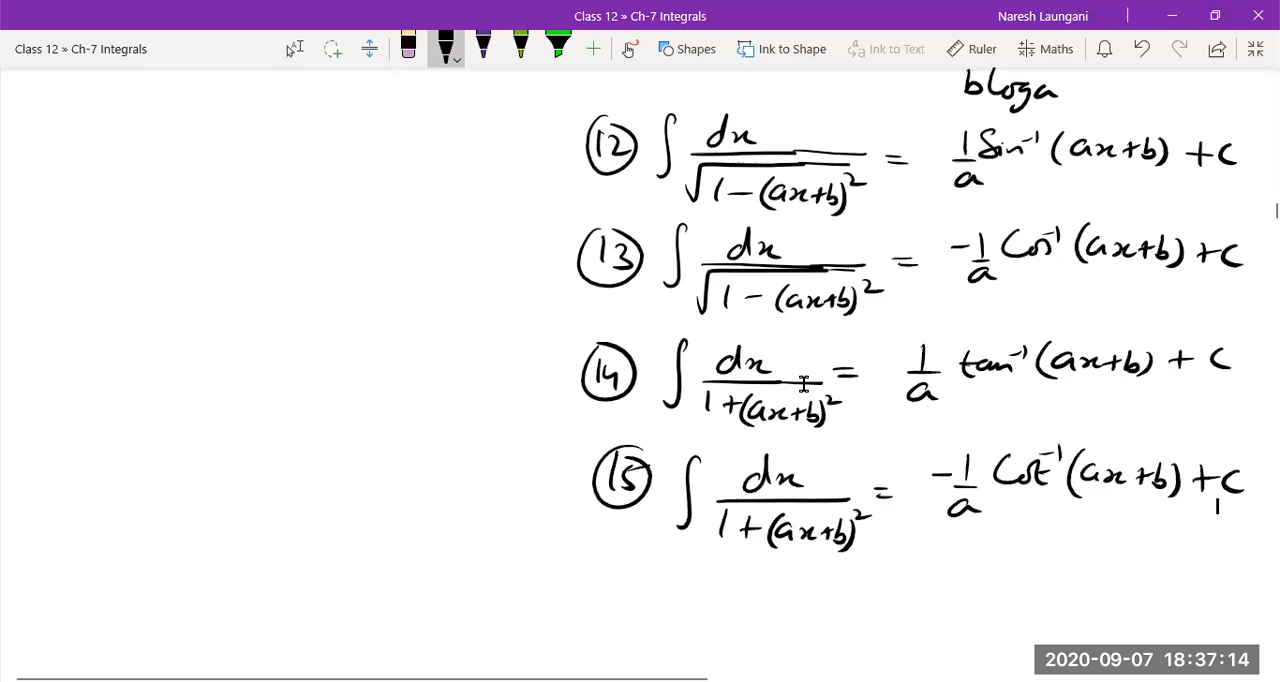 Class 12 » Ch-7 Integrals
Naresh Laungani
Class 12 » Ch-7 Integrals
Shapes
Ink to Shape
Ink to Text
Ruler
Maths
bloga
(12) ∫ dx / √(1 - (ax+b)²) = 1/a Sin⁻¹ (ax+b) + C
(13) ∫ dx / √(1 - (ax+b)²) = -1/a Cos⁻¹ (ax+b) + C
(14) ∫ dx / 1+(ax+b)² = 1/a tan⁻¹ (ax+b) + C
(15) ∫ dx / 1+(ax+b)² = -1/a Cot⁻¹ (ax+b) + C
2020-09-07 18:37:14